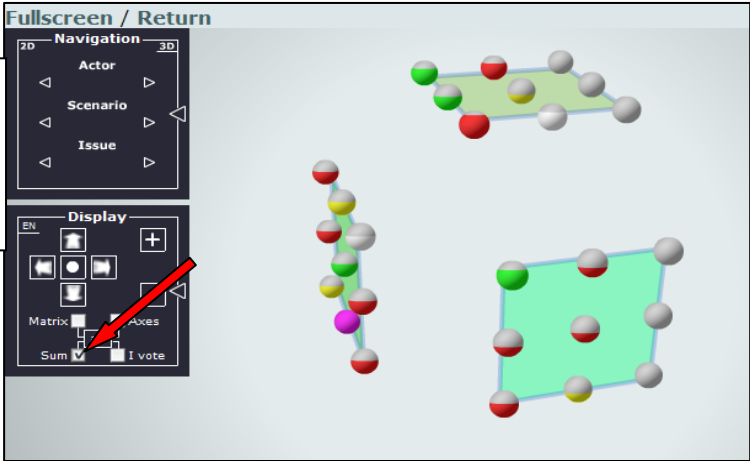 Fullscreen / Return
Navigation
2D 3D
Actor
Scenario
Issue
Display
EN
Matrix Axes
Sum I vote